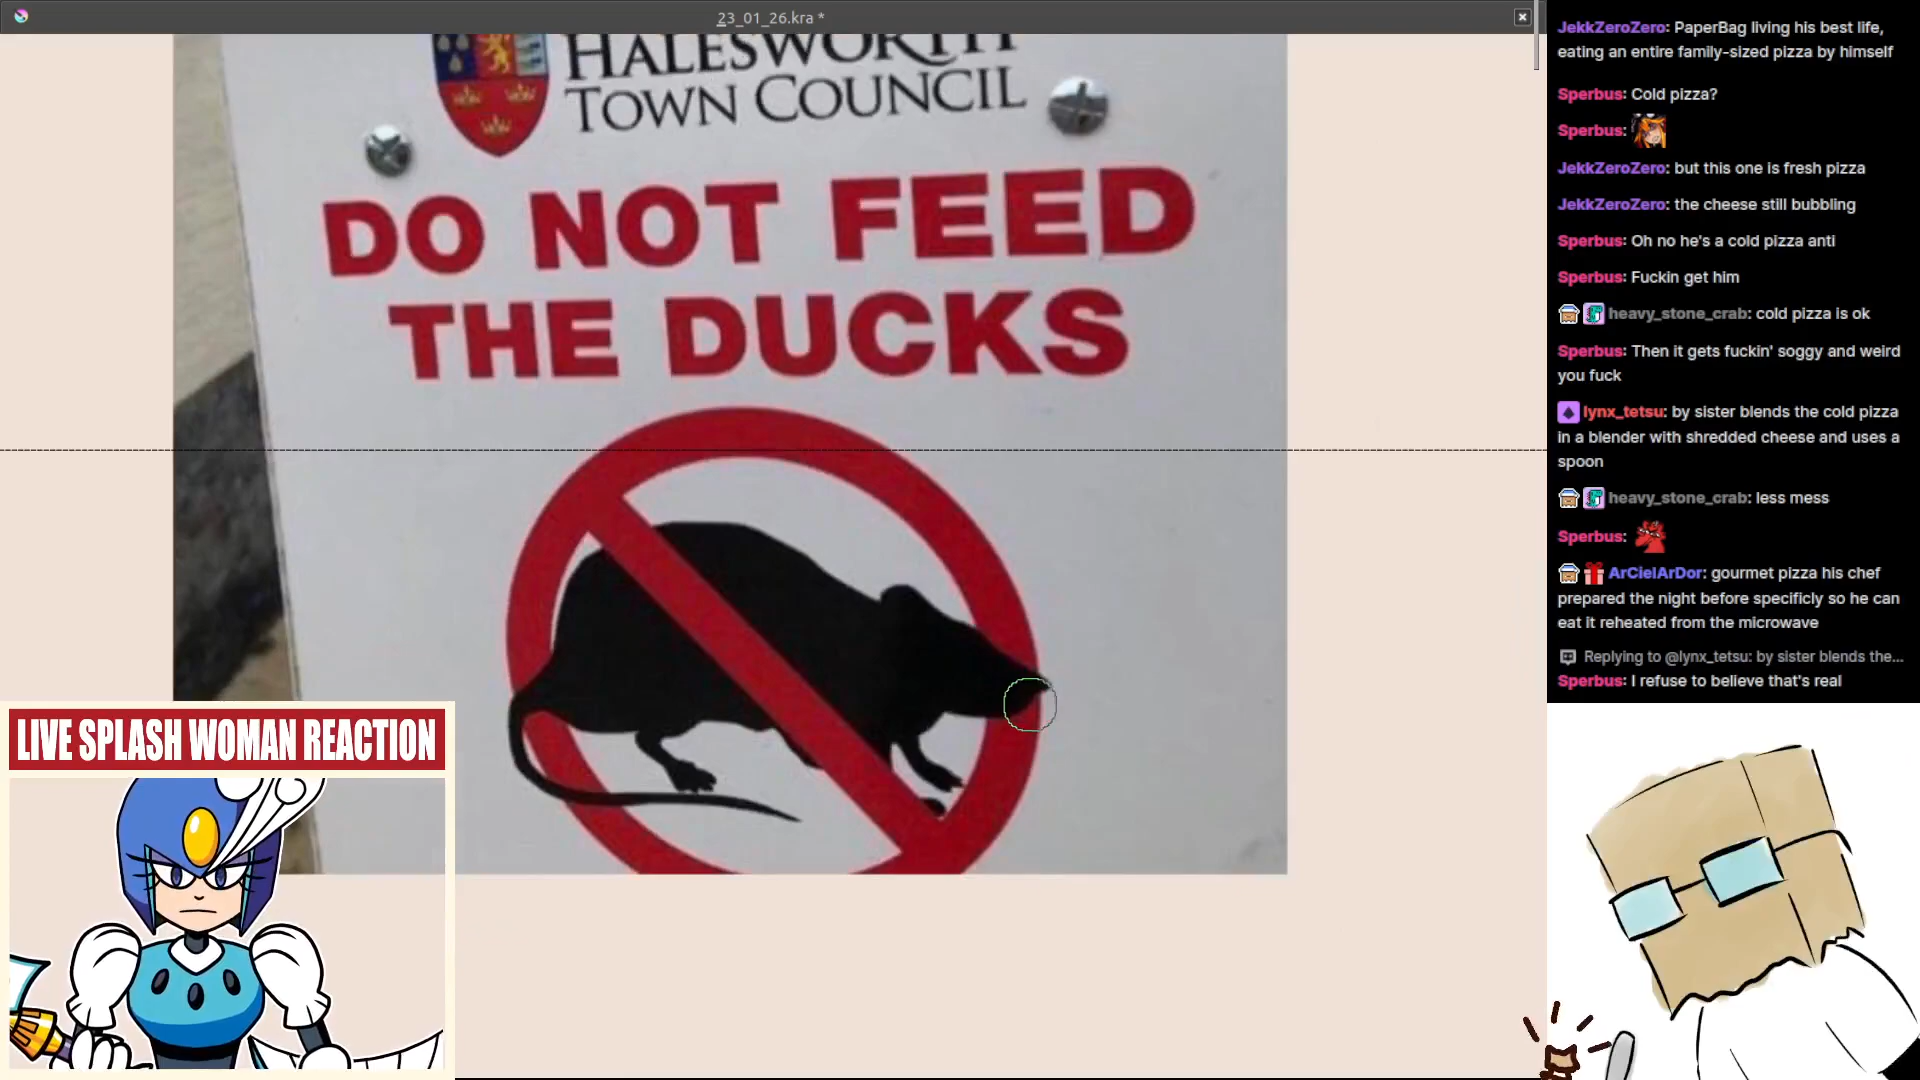 23_01_26.kra *
HALESWORTH
TOWN COUNCIL
DO NOT FEED
THE DUCKS
LIVE SPLASH WOMAN REACTION
JekkZeroZero: PaperBag living his best life,
eating an entire family-sized pizza by himself
Sperbus: Cold pizza?
Sperbus:
JekkZeroZero: but this one is fresh pizza
JekkZeroZero: the cheese still bubbling
Sperbus: Oh no he's a cold pizza anti
Sperbus: Fuckin get him
heavy_stone_crab: cold pizza is ok
Sperbus: Then it gets fuckin' soggy and weird
you fuck
lynx_tetsu: by sister blends the cold pizza
in a blender with shredded cheese and uses a
spoon
heavy_stone_crab: less mess
Sperbus:
ArCielArDor: gourmet pizza his chef
prepared the night before specificly so he can
eat it reheated from the microwave
Replying to @lynx_tetsu: by sister blends the...
Sperbus: I refuse to believe that's real